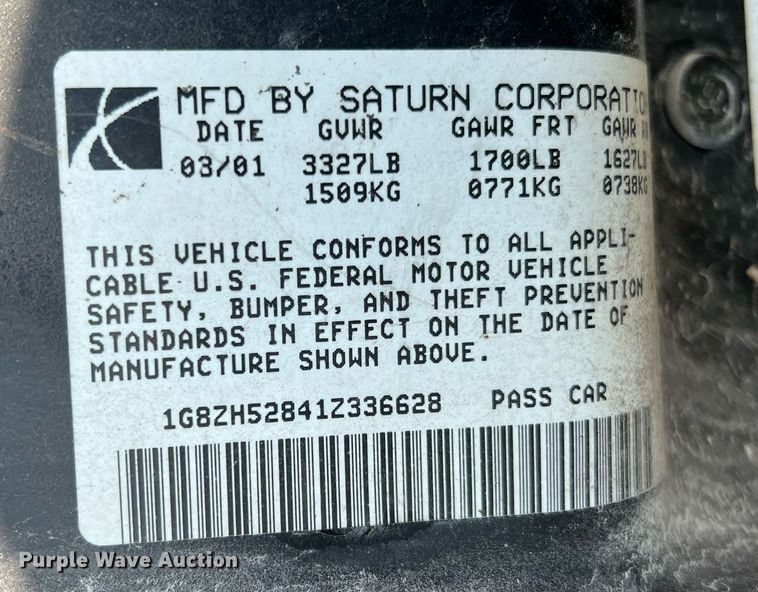 MFD BY SATURN CORPORATIO
DATE GVWR GAWR FRT GAWR
03/01 3327LB 1700LB 1627LB
1509KG 0771KG 0738KG
THIS VEHICLE CONFORMS TO ALL APPLI-
CABLE U.S. FEDERAL MOTOR VEHICLE
SAFETY, BUMPER, AND THEFT PREVENTION
STANDARDS IN EFFECT ON THE DATE OF
MANUFACTURE SHOWN ABOVE.
1G8ZH52841Z336628 PASS CAR
Purple Wave Auction